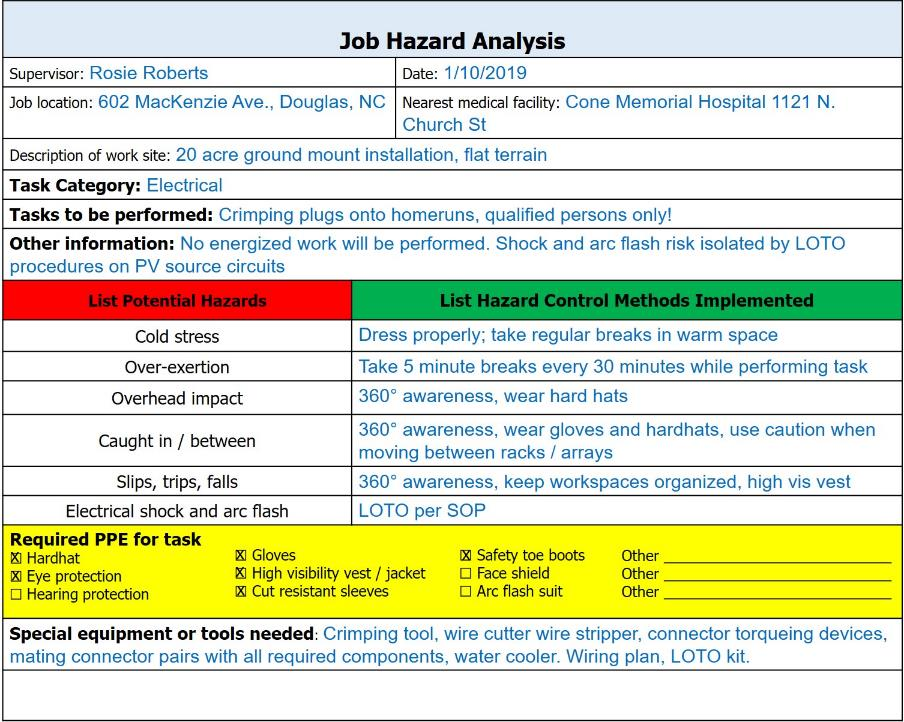 Job Hazard Analysis
Supervisor: Rosie Roberts
Date: 1/10/2019
Job location: 602 MacKenzie Ave., Douglas, NC
Nearest medical facility: Cone Memorial Hospital 1121 N.
Church St
Description of work site: 20 acre ground mount installation, flat terrain
Task Category: Electrical
Tasks to be performed: Crimping plugs onto homeruns, qualified persons only!
Other information: No energized work will be performed. Shock and arc flash risk isolated by LOTO
procedures on PV source circuits
List Potential Hazards
List Hazard Control Methods Implemented
Cold stress
Dress properly; take regular breaks in warm space
Over-exertion
Take 5 minute breaks every 30 minutes while performing task
Overhead impact
360° awareness, wear hard hats
Caught in / between
360° awareness, wear gloves and hardhats, use caution when
moving between racks / arrays
Slips, trips, falls
360° awareness, keep workspaces organized, high vis vest
Electrical shock and arc flash
LOTO per SOP
Required PPE for task
☒ Hardhat
☒ Eye protection
☐ Hearing protection
☒ Gloves
☒ High visibility vest / jacket
☒ Cut resistant sleeves
☒ Safety toe boots
☐ Face shield
☐ Arc flash suit
Other
Other
Other
Special equipment or tools needed: Crimping tool, wire cutter wire stripper, connector torqueing devices,
mating connector pairs with all required components, water cooler. Wiring plan, LOTO kit.